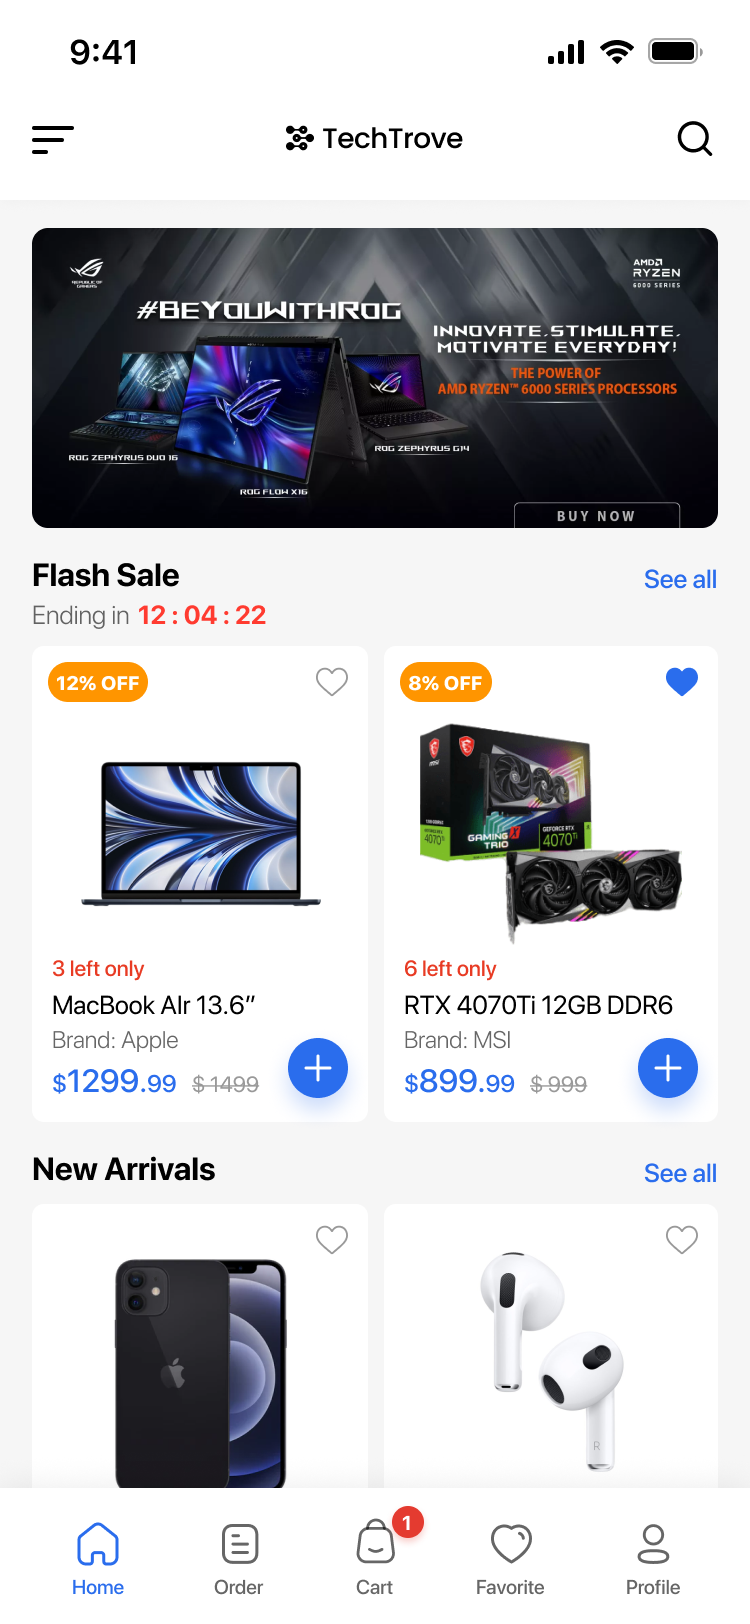 9:41
TechTrove
REPUBLIC OF
GAMERS
AMD
RYZEN
6000 SERIES
#BEYOUWITHROG
INNOVATE.STIMULATE.
MOTIVATE EVERYDAY!
THE POWER OF
AMD RYZEN™ 6000 SERIES PROCESSORS
ROG ZEPHYRUS DUO 16
ROG ZEPHYRUS G14
ROG FLOW X16
BUY NOW
Flash Sale
See all
Ending in 12 : 04 : 22
12% OFF
8% OFF
msi
GAMING X
TRIO
GEFORCE RTX
4070Ti
4070Ti
3 left only
6 left only
MacBook AIr 13.6″
RTX 4070Ti 12GB DDR6
Brand: Apple
Brand: MSI
$1299.99 $ 1499
$899.99 $ 999
New Arrivals
See all
R
1
Home
Order
Cart
Favorite
Profile